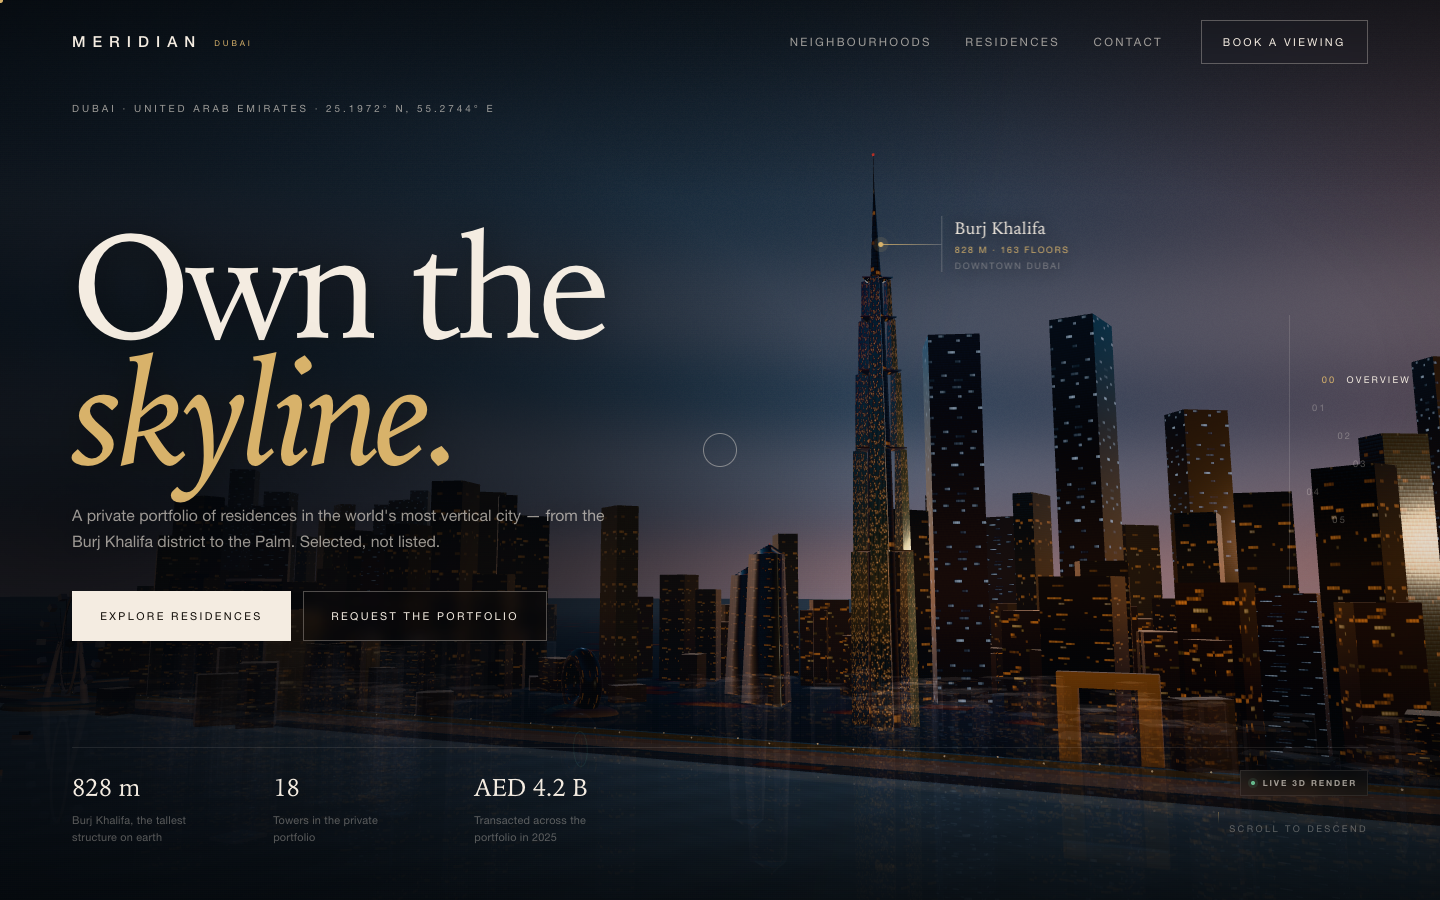 MERIDIAN DUBAI
NEIGHBOURHOODS RESIDENCES CONTACT BOOK A VIEWING
DUBAI · UNITED ARAB EMIRATES · 25.1972° N, 55.2744° E
Own the
skyline.
A private portfolio of residences in the world's most vertical city — from the
Burj Khalifa district to the Palm. Selected, not listed.
EXPLORE RESIDENCES REQUEST THE PORTFOLIO
Burj Khalifa
828 M · 163 FLOORS
DOWNTOWN DUBAI
00 OVERVIEW
01
02
03
04
05
828 m
Burj Khalifa, the tallest
structure on earth
18
Towers in the private
portfolio
AED 4.2 B
Transacted across the
portfolio in 2025
LIVE 3D RENDER
SCROLL TO DESCEND